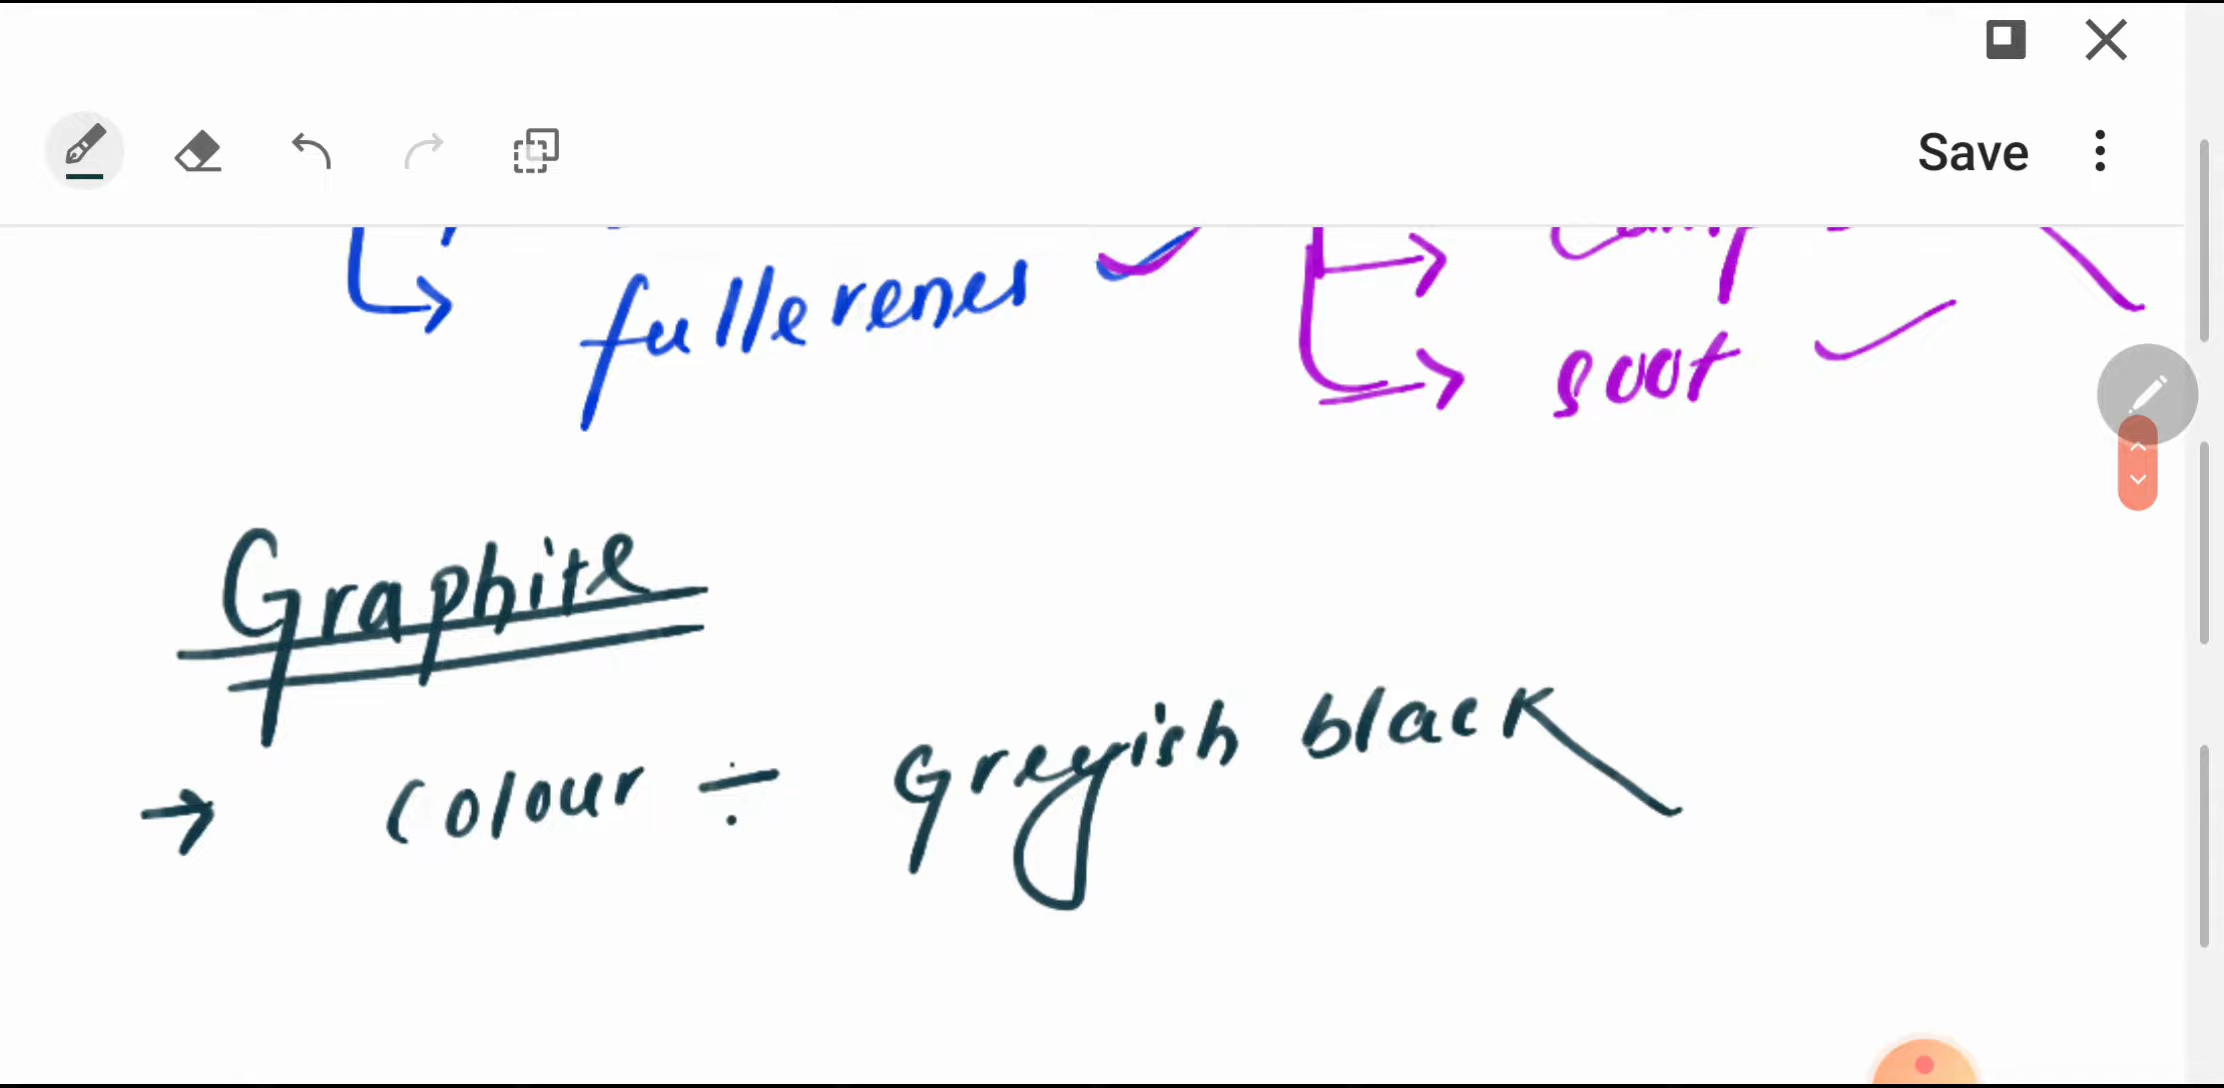 Save
fullerenes
soot
Graphite
→ Colour ÷ Greyish black